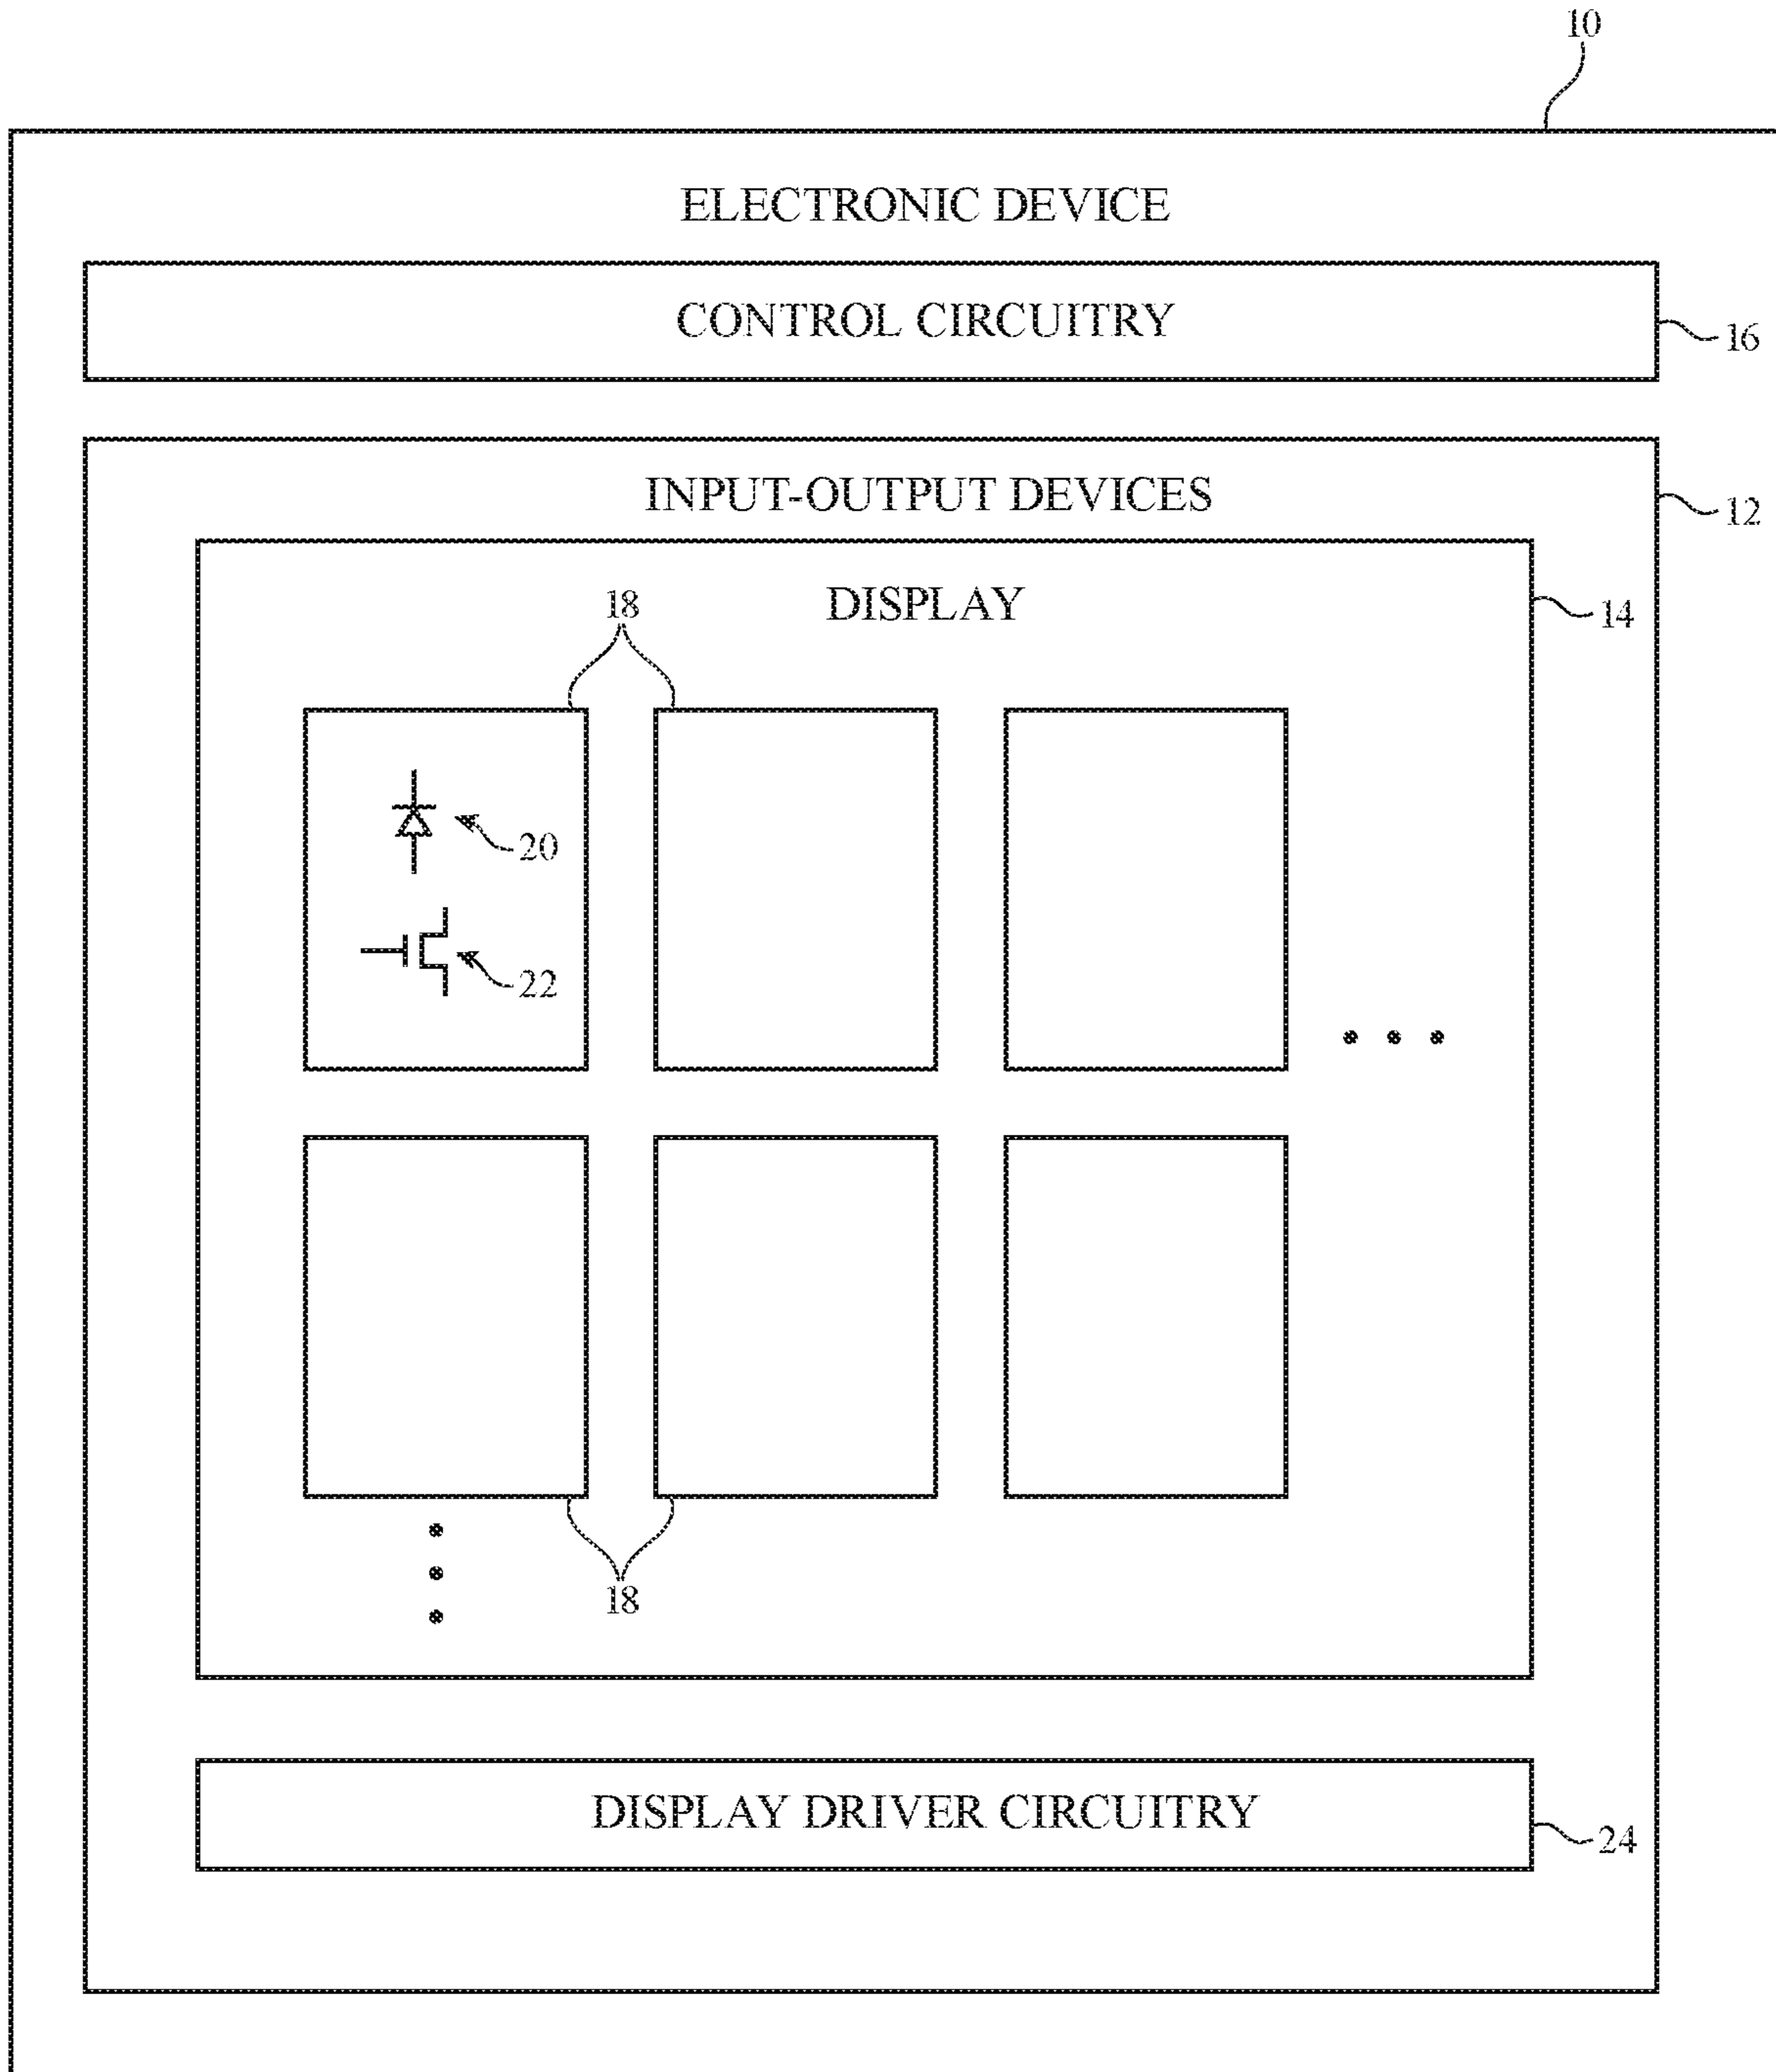 10
ELECTRONIC DEVICE
CONTROL CIRCUITRY
16
INPUT-OUTPUT DEVICES
12
DISPLAY
14
18
20
22
18
DISPLAY DRIVER CIRCUITRY
24